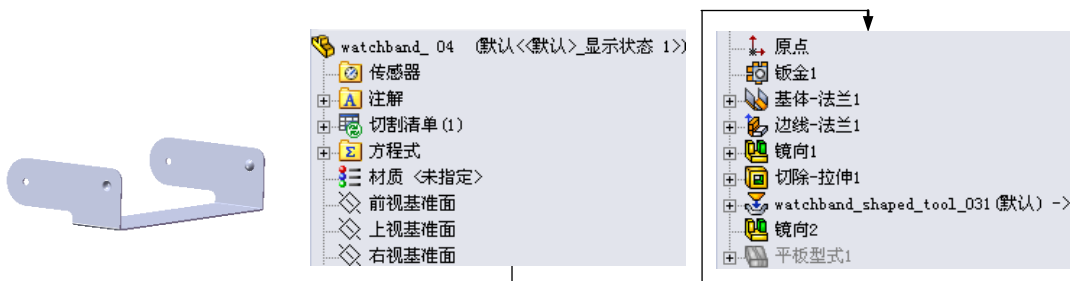 watchband_ 04 (默认<<默认>_显示状态 1>)
传感器
注解
切割清单(1)
方程式
材质 <未指定>
前视基准面
上视基准面
右视基准面
原点
钣金1
基体-法兰1
边线-法兰1
镜向1
切除-拉伸1
watchband_shaped_tool_031(默认) ->
镜向2
平板型式1